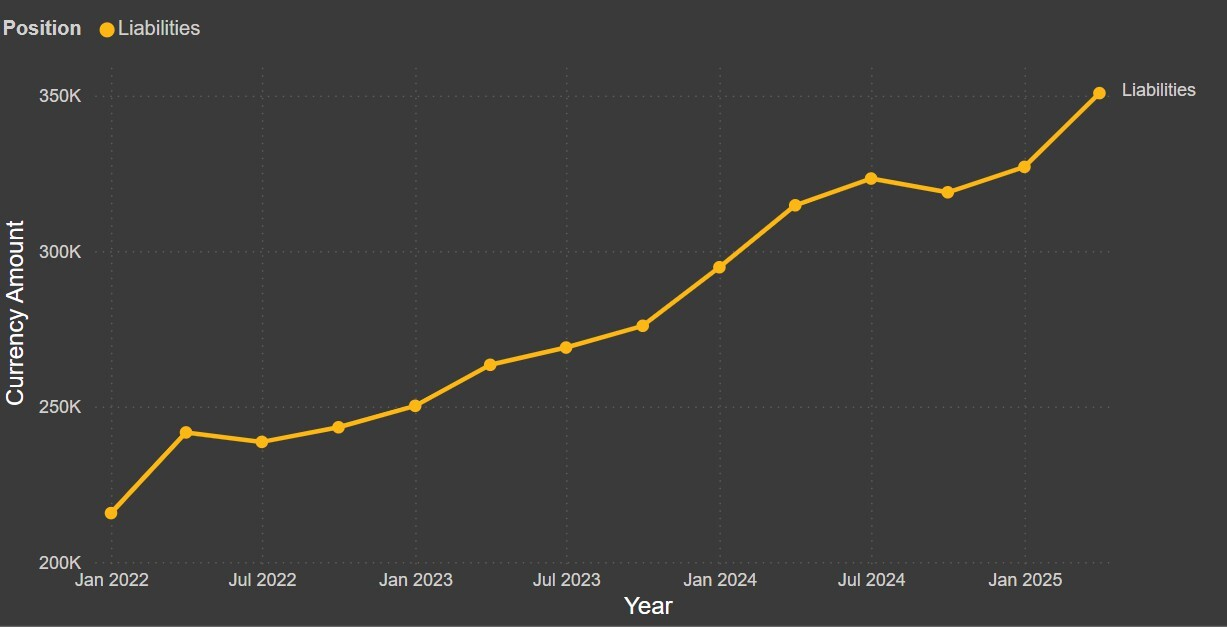 Position Liabilities
350K
Liabilities
300K
Currency Amount
250K
200K
Jan 2022 Jul 2022 Jan 2023 Jul 2023 Jan 2024 Jul 2024 Jan 2025
Year